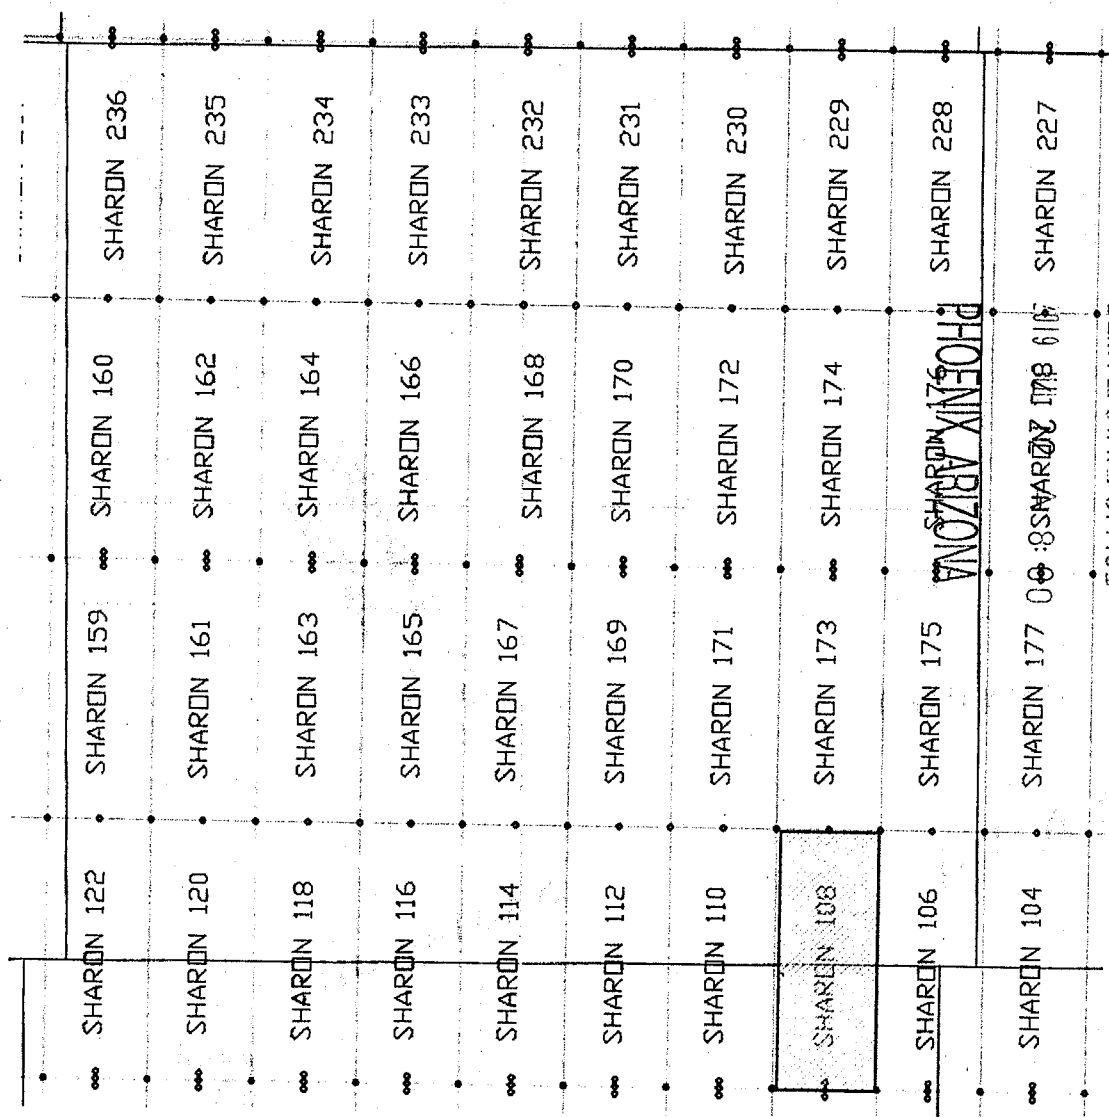 SHARON 236
SHARON 235
SHARON 234
SHARON 233
SHARON 232
SHARON 231
SHARON 230
SHARON 229
SHARON 228
SHARON 227
SHARON 160
SHARON 162
SHARON 164
SHARON 166
SHARON 168
SHARON 170
SHARON 172
SHARON 174
SHARON 176
PHOENIX ARIZONA
SHARON 159
SHARON 161
SHARON 163
SHARON 165
SHARON 167
SHARON 169
SHARON 171
SHARON 173
SHARON 175
SHARON 177
SHARON 122
SHARON 120
SHARON 118
SHARON 116
SHARON 114
SHARON 112
SHARON 110
SHARON 108
SHARON 106
SHARON 104